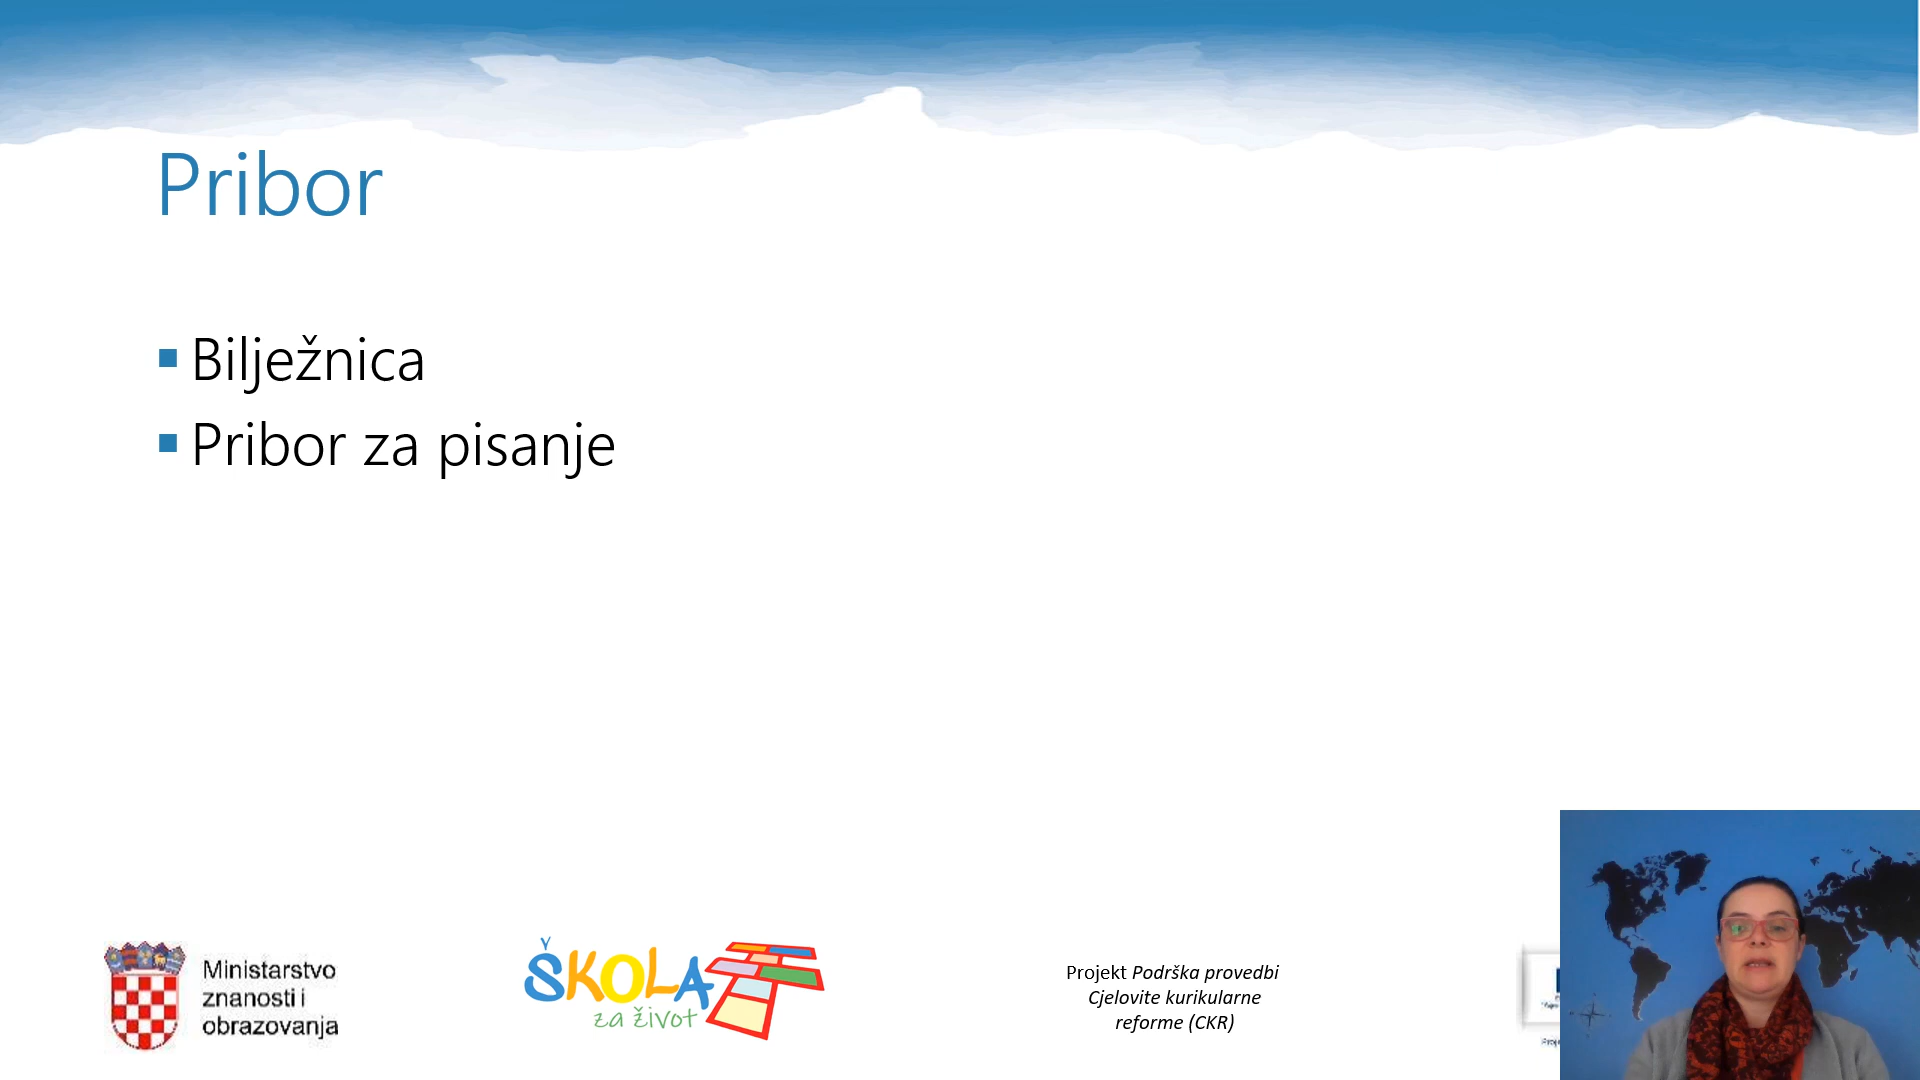 Pribor
Bilježnica
Pribor za pisanje
Ministarstvo
znanosti i
obrazovanja
ŠKOLA
za život
Projekt Podrška provedbi
Cjelovite kurikularne
reforme (CKR)